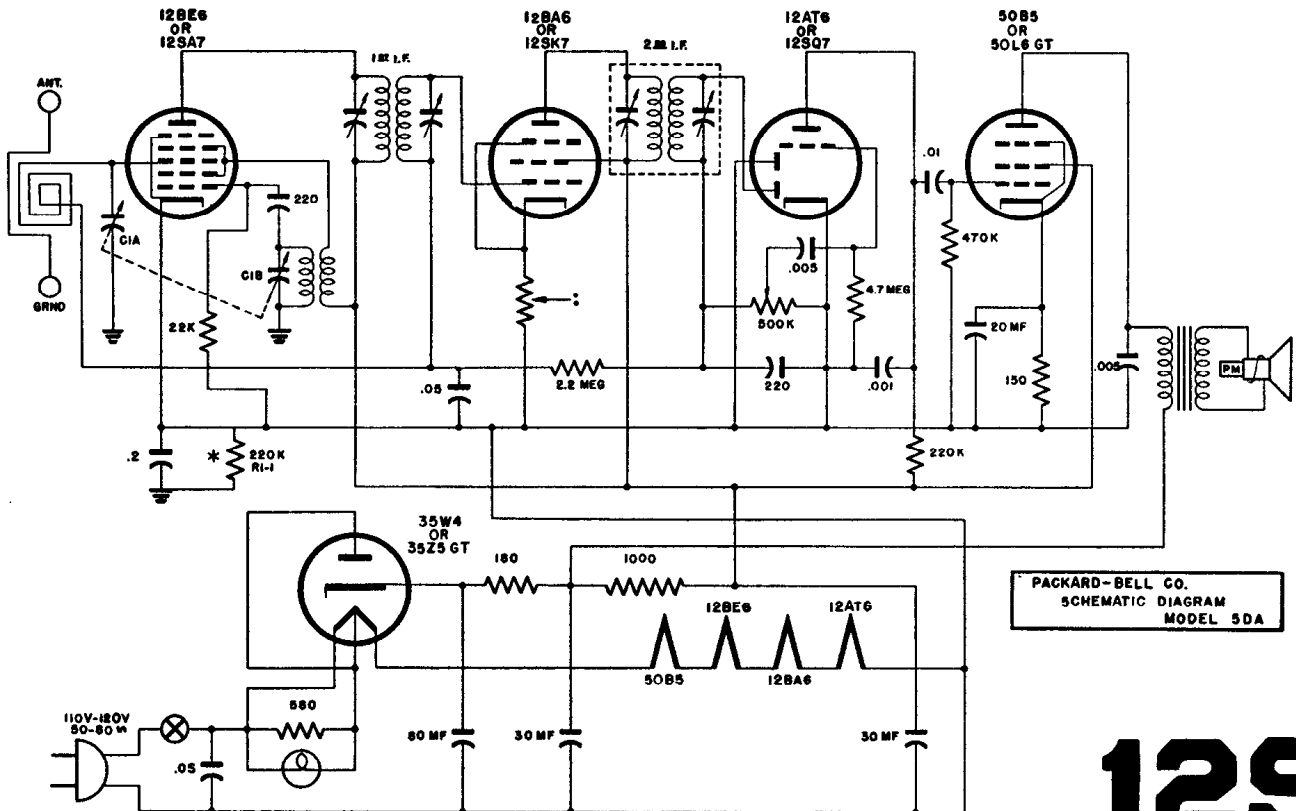 12BE6
OR
12SA7
12BA6
OR
12SK7
12AT6
OR
12SQ7
50B5
OR
50L6 GT
1st I.F.
2nd I.F.
ANT.
GRND
C1A
220
C1B
22K
.05
2.2 MEG
.005
500K
4.7 MEG
220
.001
.01
470K
20 MF
150
.005
PM
.2
*
220K
R1-1
220K
35W4
OR
35Z5 GT
180
1000
12BE6
12AT6
50B5
12BA6
PACKARD-BELL CO.
SCHEMATIC DIAGRAM
MODEL 5DA
110V-120V
50-60 ~
560
.05
80 MF
30 MF
30 MF